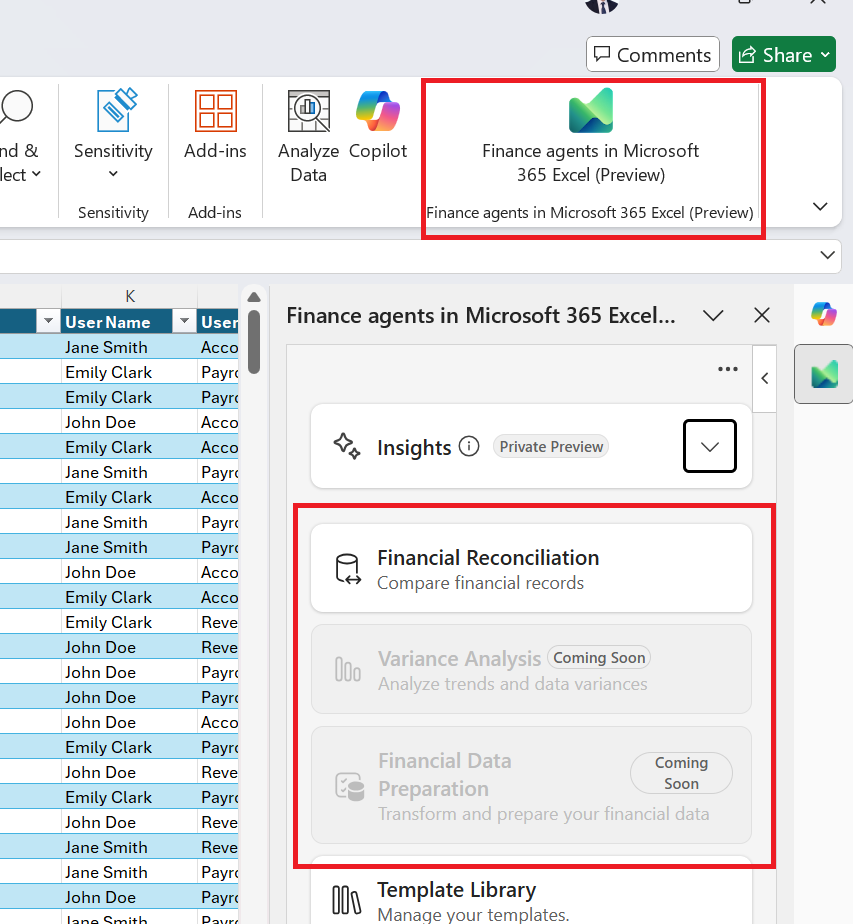 Comments
Share
nd &
lect
Sensitivity
Sensitivity
Add-ins
Add-ins
Analyze
Data
Copilot
Finance agents in Microsoft
365 Excel (Preview)
Finance agents in Microsoft 365 Excel (Preview)
K
User Name
User
Jane Smith Acco
Emily Clark Payro
Emily Clark Payro
John Doe Acco
Emily Clark Acco
Jane Smith Payro
Emily Clark Acco
Jane Smith Payro
Jane Smith Payro
John Doe Acco
Emily Clark Acco
Emily Clark Reve
John Doe Reve
John Doe Payro
John Doe Payro
John Doe Acco
Emily Clark Payro
John Doe Reve
Emily Clark Payro
John Doe Reve
Jane Smith Reve
Jane Smith Payro
John Doe Payro
Jane Smith Payro
Finance agents in Microsoft 365 Excel...
Insights
Private Preview
Financial Reconciliation
Compare financial records
Variance Analysis
Coming Soon
Analyze trends and data variances
Financial Data
Preparation
Coming
Soon
Transform and prepare your financial data
Template Library
Manage your templates.